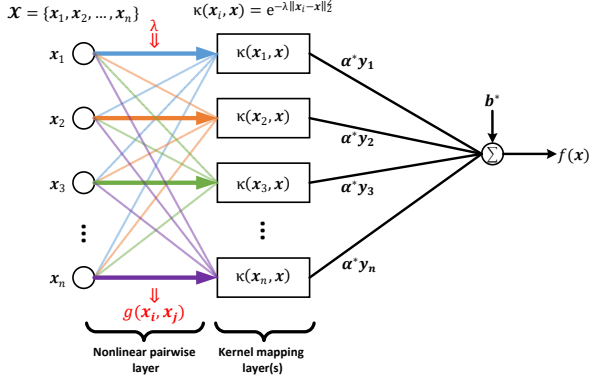 𝓧 = {x₁, x₂, ..., xₙ}
λ
κ(xᵢ, x) = e^{-λ‖xᵢ-x‖₂²}
x₁
κ(x₁, x)
α*y₁
b*
x₂
κ(x₂, x)
α*y₂
Σ
f(x)
x₃
κ(x₃, x)
α*y₃
...
...
xₙ
κ(xₙ, x)
α*yₙ
g(xᵢ, xⱼ)
Nonlinear pairwise
layer
Kernel mapping
layer(s)